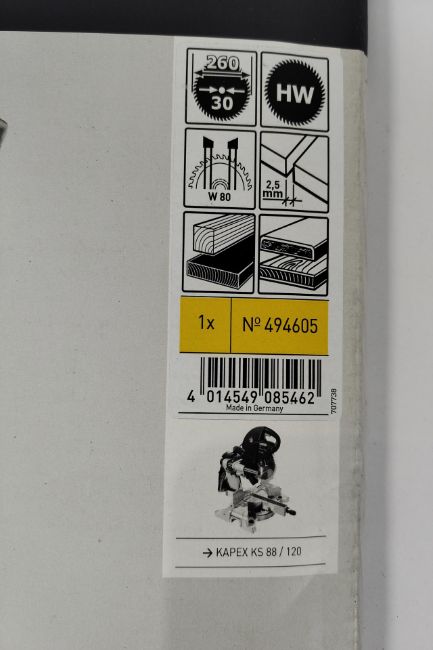 260
30
HW
W 80
2,5
mm
1x
Nº 494605
4 014549 085462
Made in Germany
707738
→ KAPEX KS 88 / 120